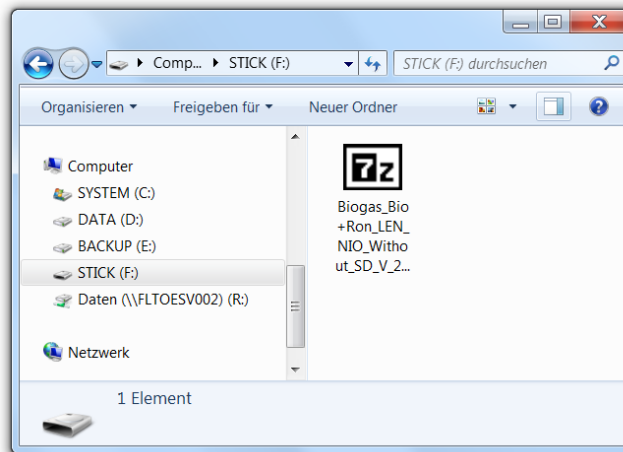 Comp... STICK (F:) STICK (F:) durchsuchen
Organisieren Freigeben für Neuer Ordner
Computer
SYSTEM (C:)
DATA (D:)
BACKUP (E:)
STICK (F:)
Daten (\\FLTOESV002) (R:)
Netzwerk
7z
Biogas_Bio
+Ron_LEN_
NIO_Witho
ut_SD_V_2...
1 Element